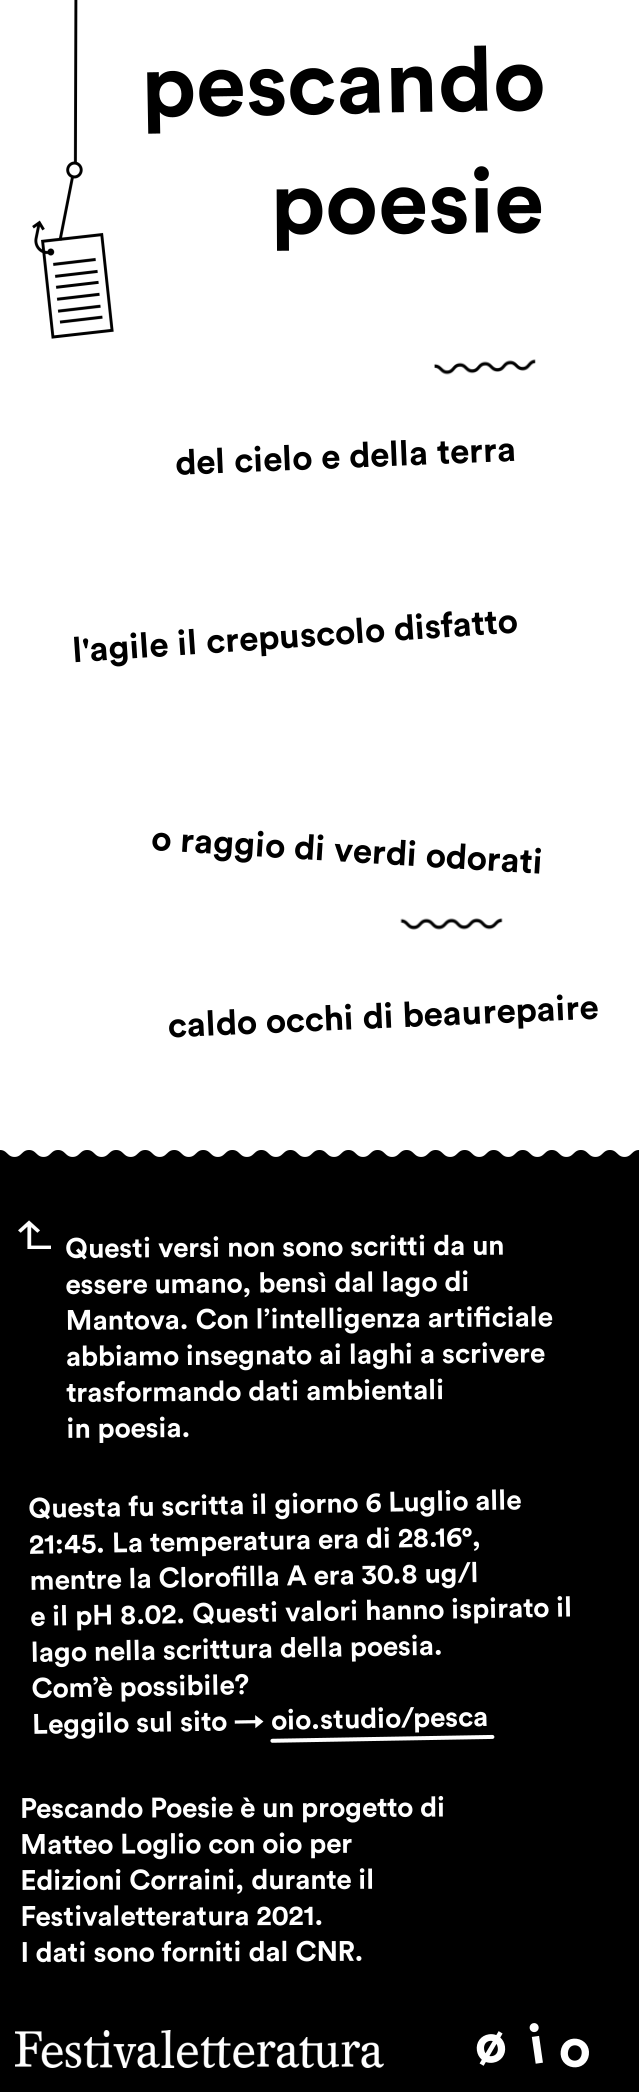 pescando
poesie
del cielo e della terra
l'agile il crepuscolo disfatto
o raggio di verdi odorati
caldo occhi di beaurepaire
Questi versi non sono scritti da un
essere umano, bensì dal lago di
Mantova. Con l’intelligenza artificiale
abbiamo insegnato ai laghi a scrivere
trasformando dati ambientali
in poesia.
Questa fu scritta il giorno 6 Luglio alle
21:45. La temperatura era di 28.16°,
mentre la Clorofilla A era 30.8 ug/l
e il pH 8.02. Questi valori hanno ispirato il
lago nella scrittura della poesia.
Com’è possibile?
Leggilo sul sito → oio.studio/pesca
Pescando Poesie è un progetto di
Matteo Loglio con oio per
Edizioni Corraini, durante il
Festivaletteratura 2021.
I dati sono forniti dal CNR.
Festivaletteratura øio